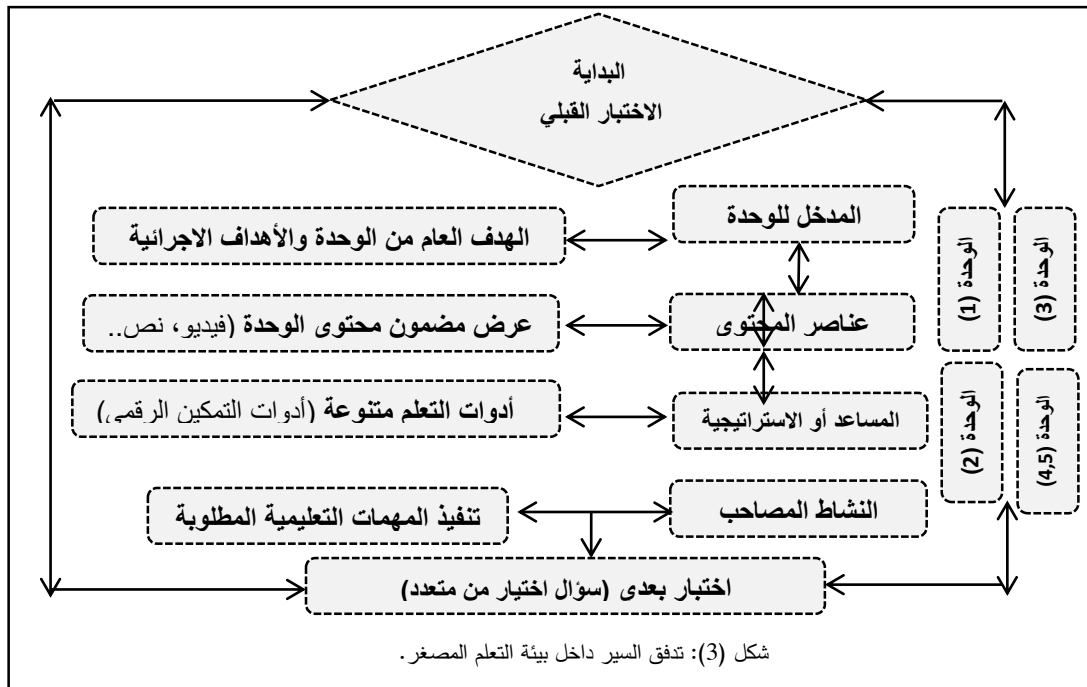 البداية
الاختبار القبلي
المدخل للوحدة
الهدف العام من الوحدة والأهداف الاجرائية
الوحدة (1)
الوحدة (3)
عناصر المحتوى
عرض مضمون محتوى الوحدة (فيديو، نص..
المساعد أو الاستراتيجية
أدوات التعلم متنوعة (أدوات التمكين الرقمي)
الوحدة (2)
الوحدة (4,5)
النشاط المصاحب
تنفيذ المهمات التعليمية المطلوبة
اختبار بعدى (سؤال اختيار من متعدد)
شكل (3): تدفق السير داخل بيئة التعلم المصغر.